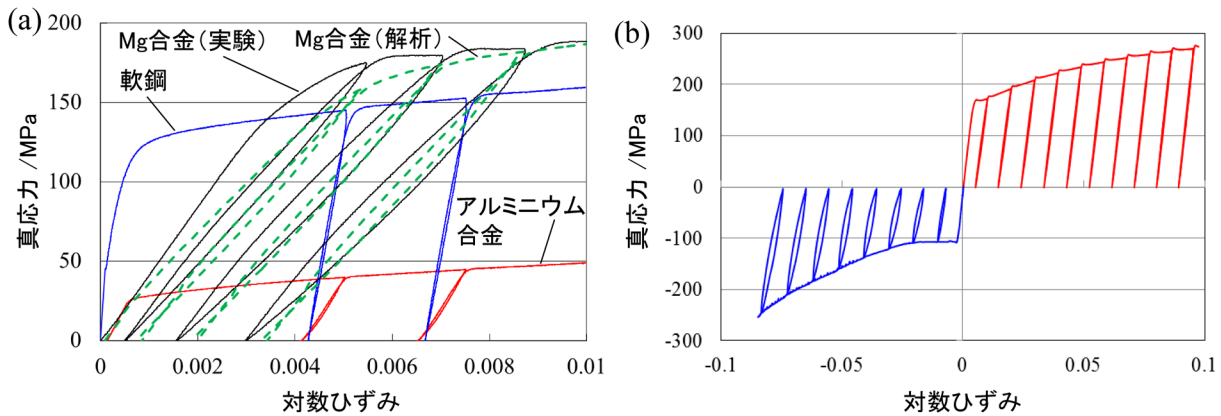 (a)
200
150
100
50
0
真応力 /MPa
Mg合金(実験)
Mg合金(解析)
軟鋼
アルミニウム
合金
0
0.002
0.004
0.006
0.008
0.01
対数ひずみ
(b)
300
200
100
0
-100
-200
-300
真応力 /MPa
-0.1
-0.05
0
0.05
0.1
対数ひずみ